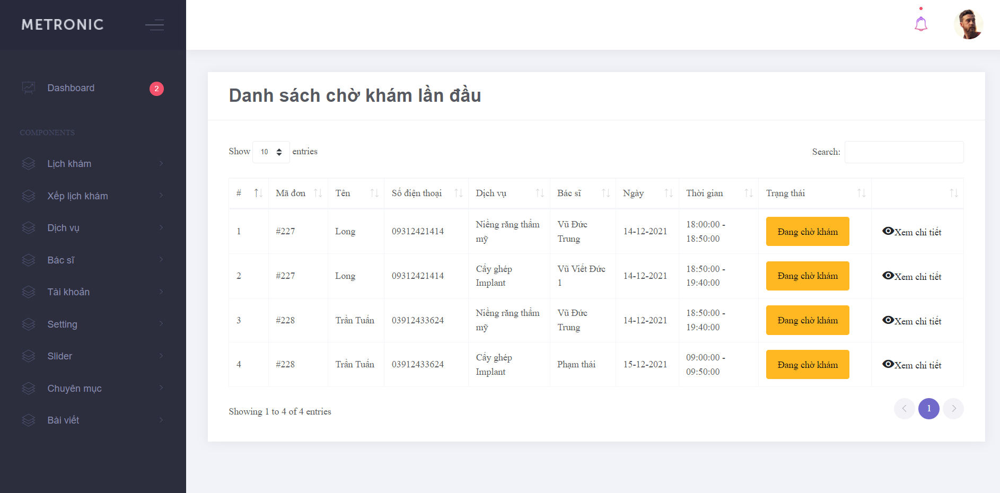 METRONIC
Dashboard 2
COMPONENTS
Lịch khám
Xếp lịch khám
Dịch vụ
Bác sĩ
Tài khoản
Setting
Slider
Chuyên mục
Bài viết
Danh sách chờ khám lần đầu
Show 10 entries Search:
# Mã đơn Tên Số điện thoại Dịch vụ Bác sĩ Ngày Thời gian Trạng thái
1 #227 Long 09312421414 Niềng răng thẩm mỹ Vũ Đức Trung 14-12-2021 18:00:00 - 18:50:00 Đang chờ khám Xem chi tiết
2 #227 Long 09312421414 Cấy ghép Implant Vũ Viết Đức 1 14-12-2021 18:50:00 - 19:40:00 Đang chờ khám Xem chi tiết
3 #228 Trần Tuấn 03912433624 Niềng răng thẩm mỹ Vũ Đức Trung 14-12-2021 18:50:00 - 19:40:00 Đang chờ khám Xem chi tiết
4 #228 Trần Tuấn 03912433624 Cấy ghép Implant Phạm thái 15-12-2021 09:00:00 - 09:50:00 Đang chờ khám Xem chi tiết
Showing 1 to 4 of 4 entries 1